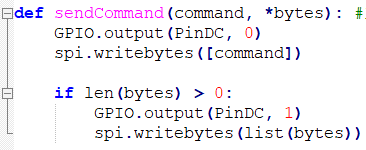 def sendCommand(command, *bytes): #
    GPIO.output(PinDC, 0)
    spi.writebytes([command])

    if len(bytes) > 0:
        GPIO.output(PinDC, 1)
        spi.writebytes(list(bytes))